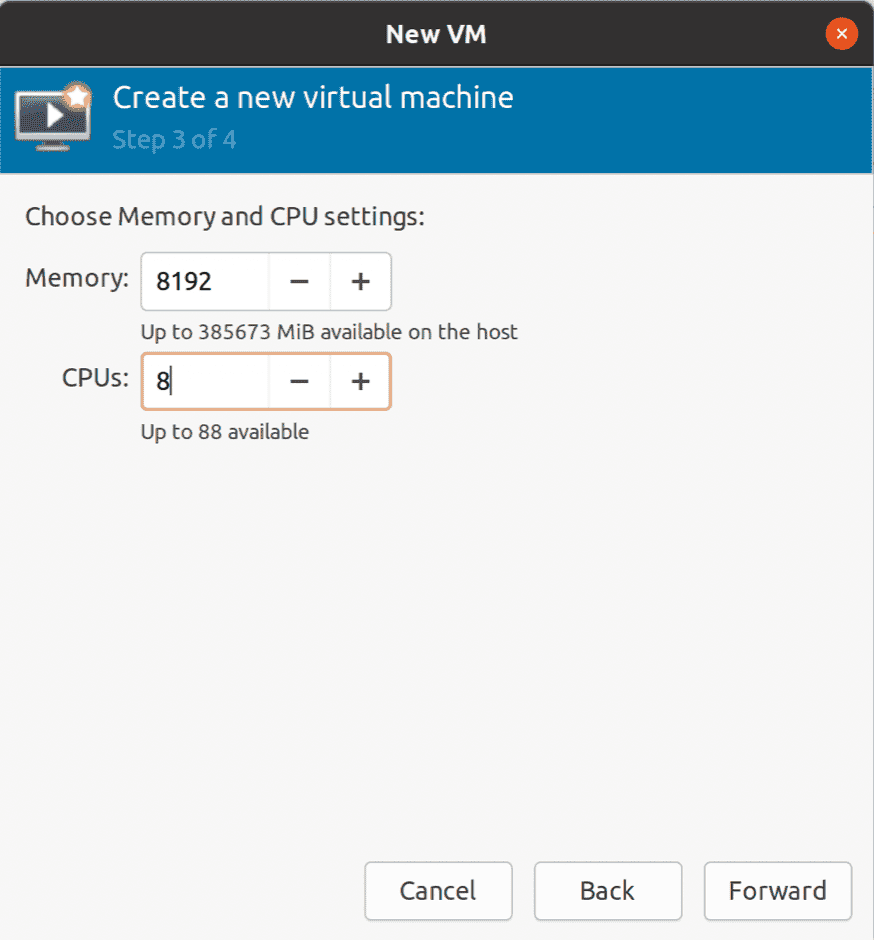 New VM
Create a new virtual machine
Step 3 of 4
Choose Memory and CPU settings:
Memory: 8192 − +
Up to 385673 MiB available on the host
CPUs: 8 − +
Up to 88 available
Cancel Back Forward